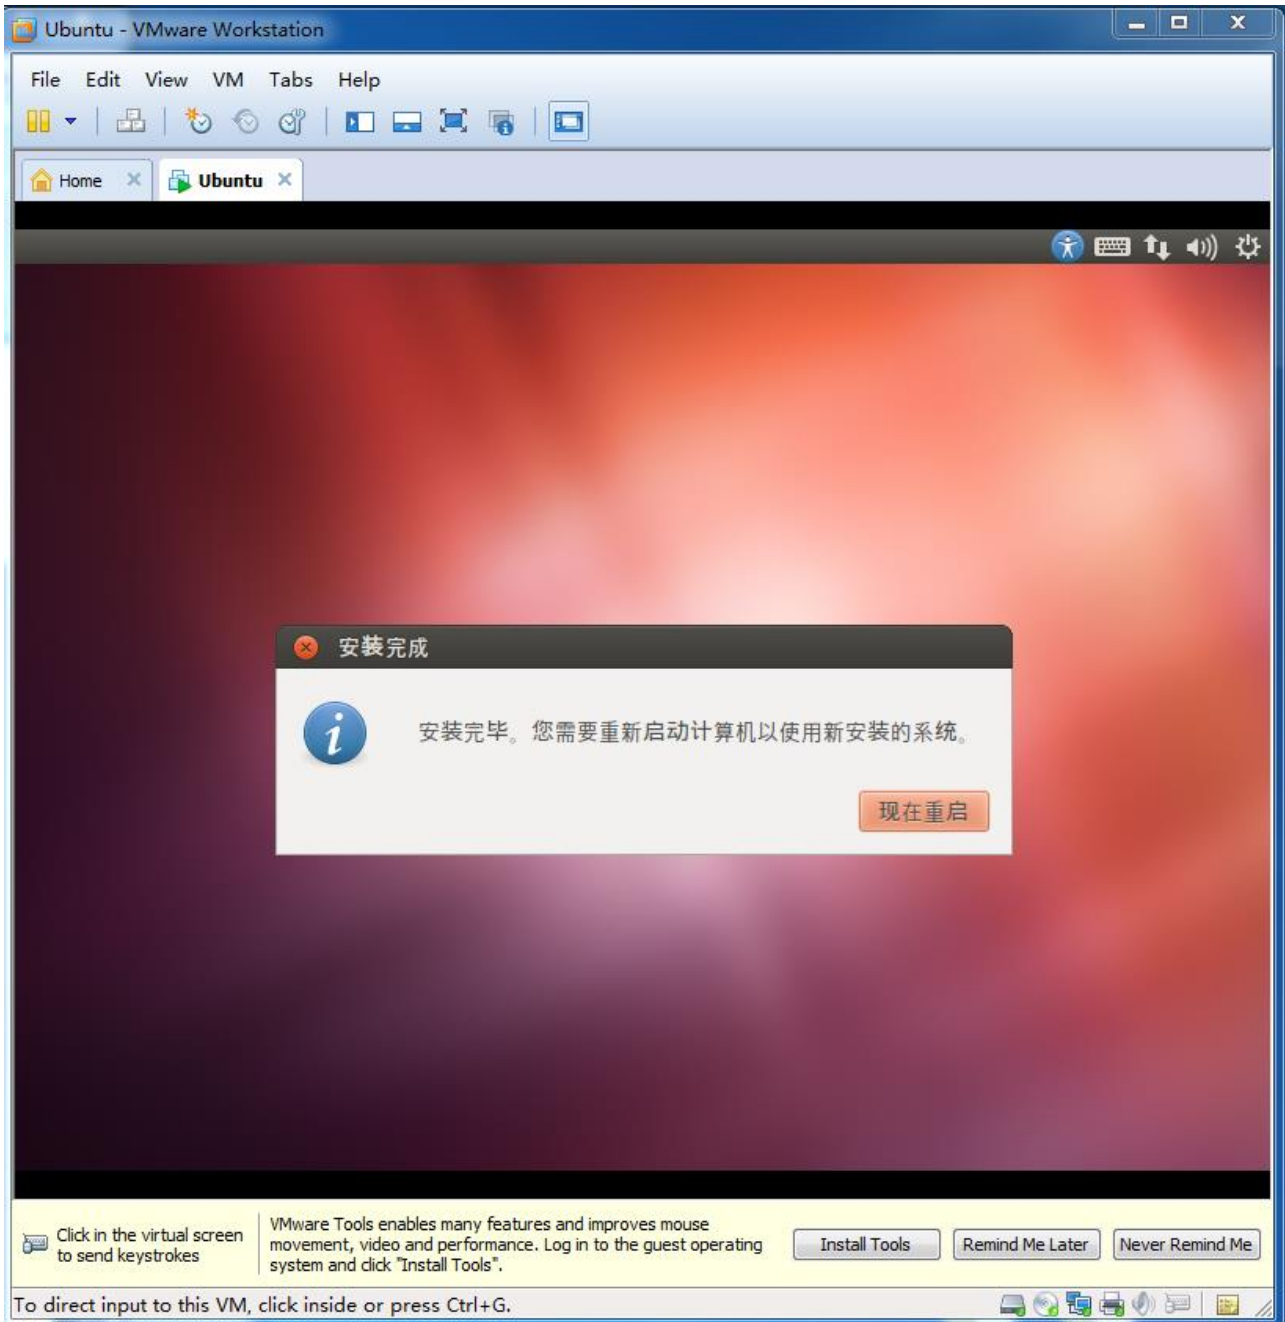 Ubuntu - VMware Workstation
File Edit View VM Tabs Help
Home Ubuntu
安装完成
安装完毕。您需要重新启动计算机以使用新安装的系统。
现在重启
Click in the virtual screen
to send keystrokes
VMware Tools enables many features and improves mouse
movement, video and performance. Log in to the guest operating
system and click "Install Tools".
Install Tools Remind Me Later Never Remind Me
To direct input to this VM, click inside or press Ctrl+G.